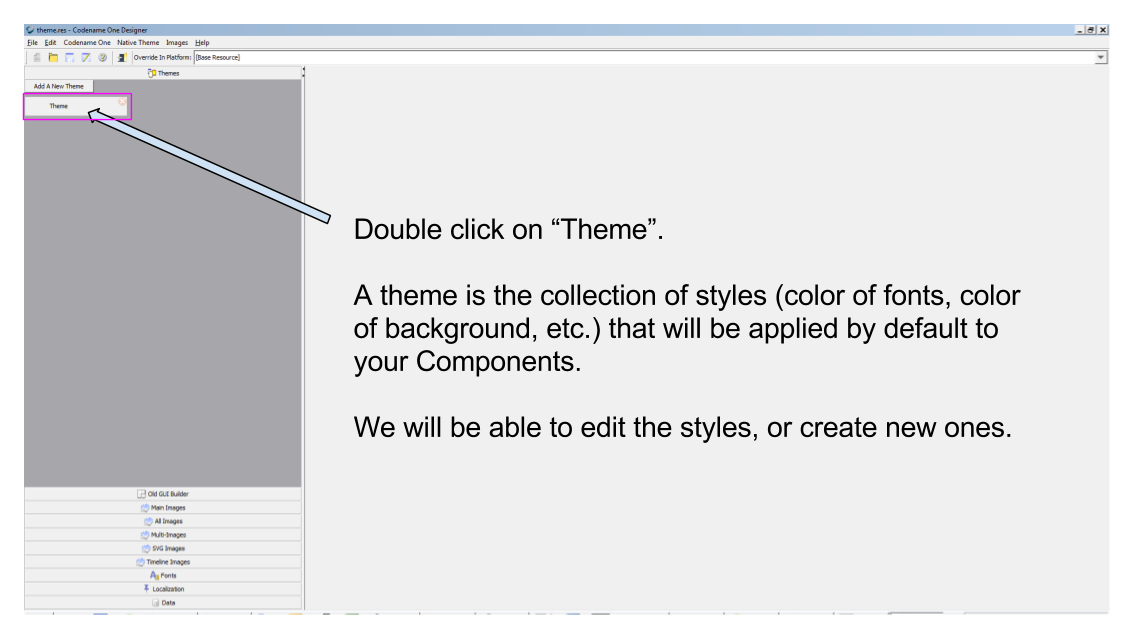 theme.res - Codename One Designer
File Edit Codename One Native Theme Images Help
Override In Platform: [Base Resource]
Themes
Add A New Theme
Theme
Double click on “Theme”.
A theme is the collection of styles (color of fonts, color
of background, etc.) that will be applied by default to
your Components.
We will be able to edit the styles, or create new ones.
Old GUI Builder
Main Images
All Images
Multi-Images
SVG Images
Timeline Images
Fonts
Localization
Data